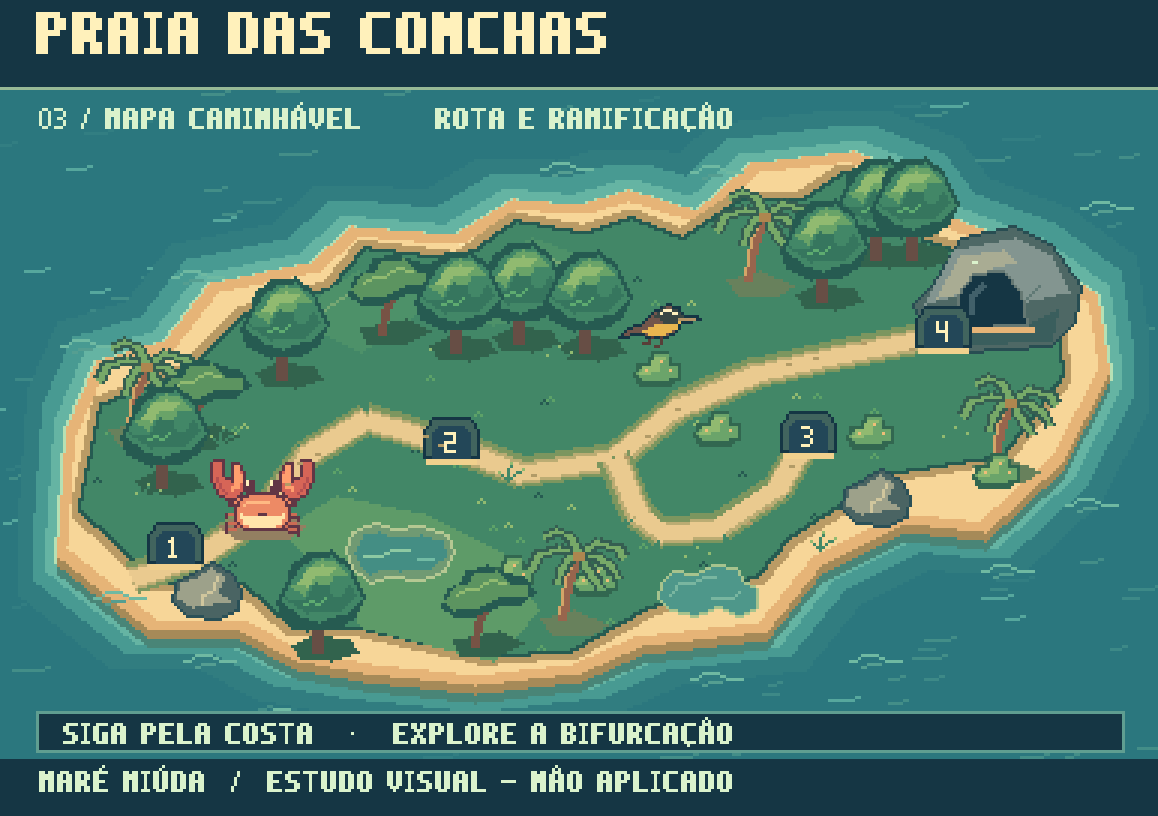 PRAIA DAS CONCHAS
03 / MAPA CAMINHÁVEL ROTA E RAMIFICAÇÃO
4
2
3
1
SIGA PELA COSTA · EXPLORE A BIFURCAÇÃO
MARÉ MIÚDA / ESTUDO VISUAL — NÃO APLICADO